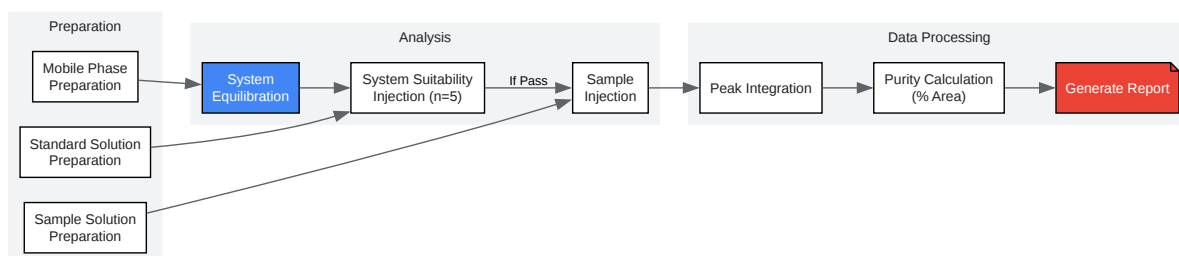 Preparation
Mobile Phase
Preparation
Standard Solution
Preparation
Sample Solution
Preparation
Analysis
System
Equilibration
System Suitability
Injection (n=5)
If Pass
Sample
Injection
Data Processing
Peak Integration
Purity Calculation
(% Area)
Generate Report